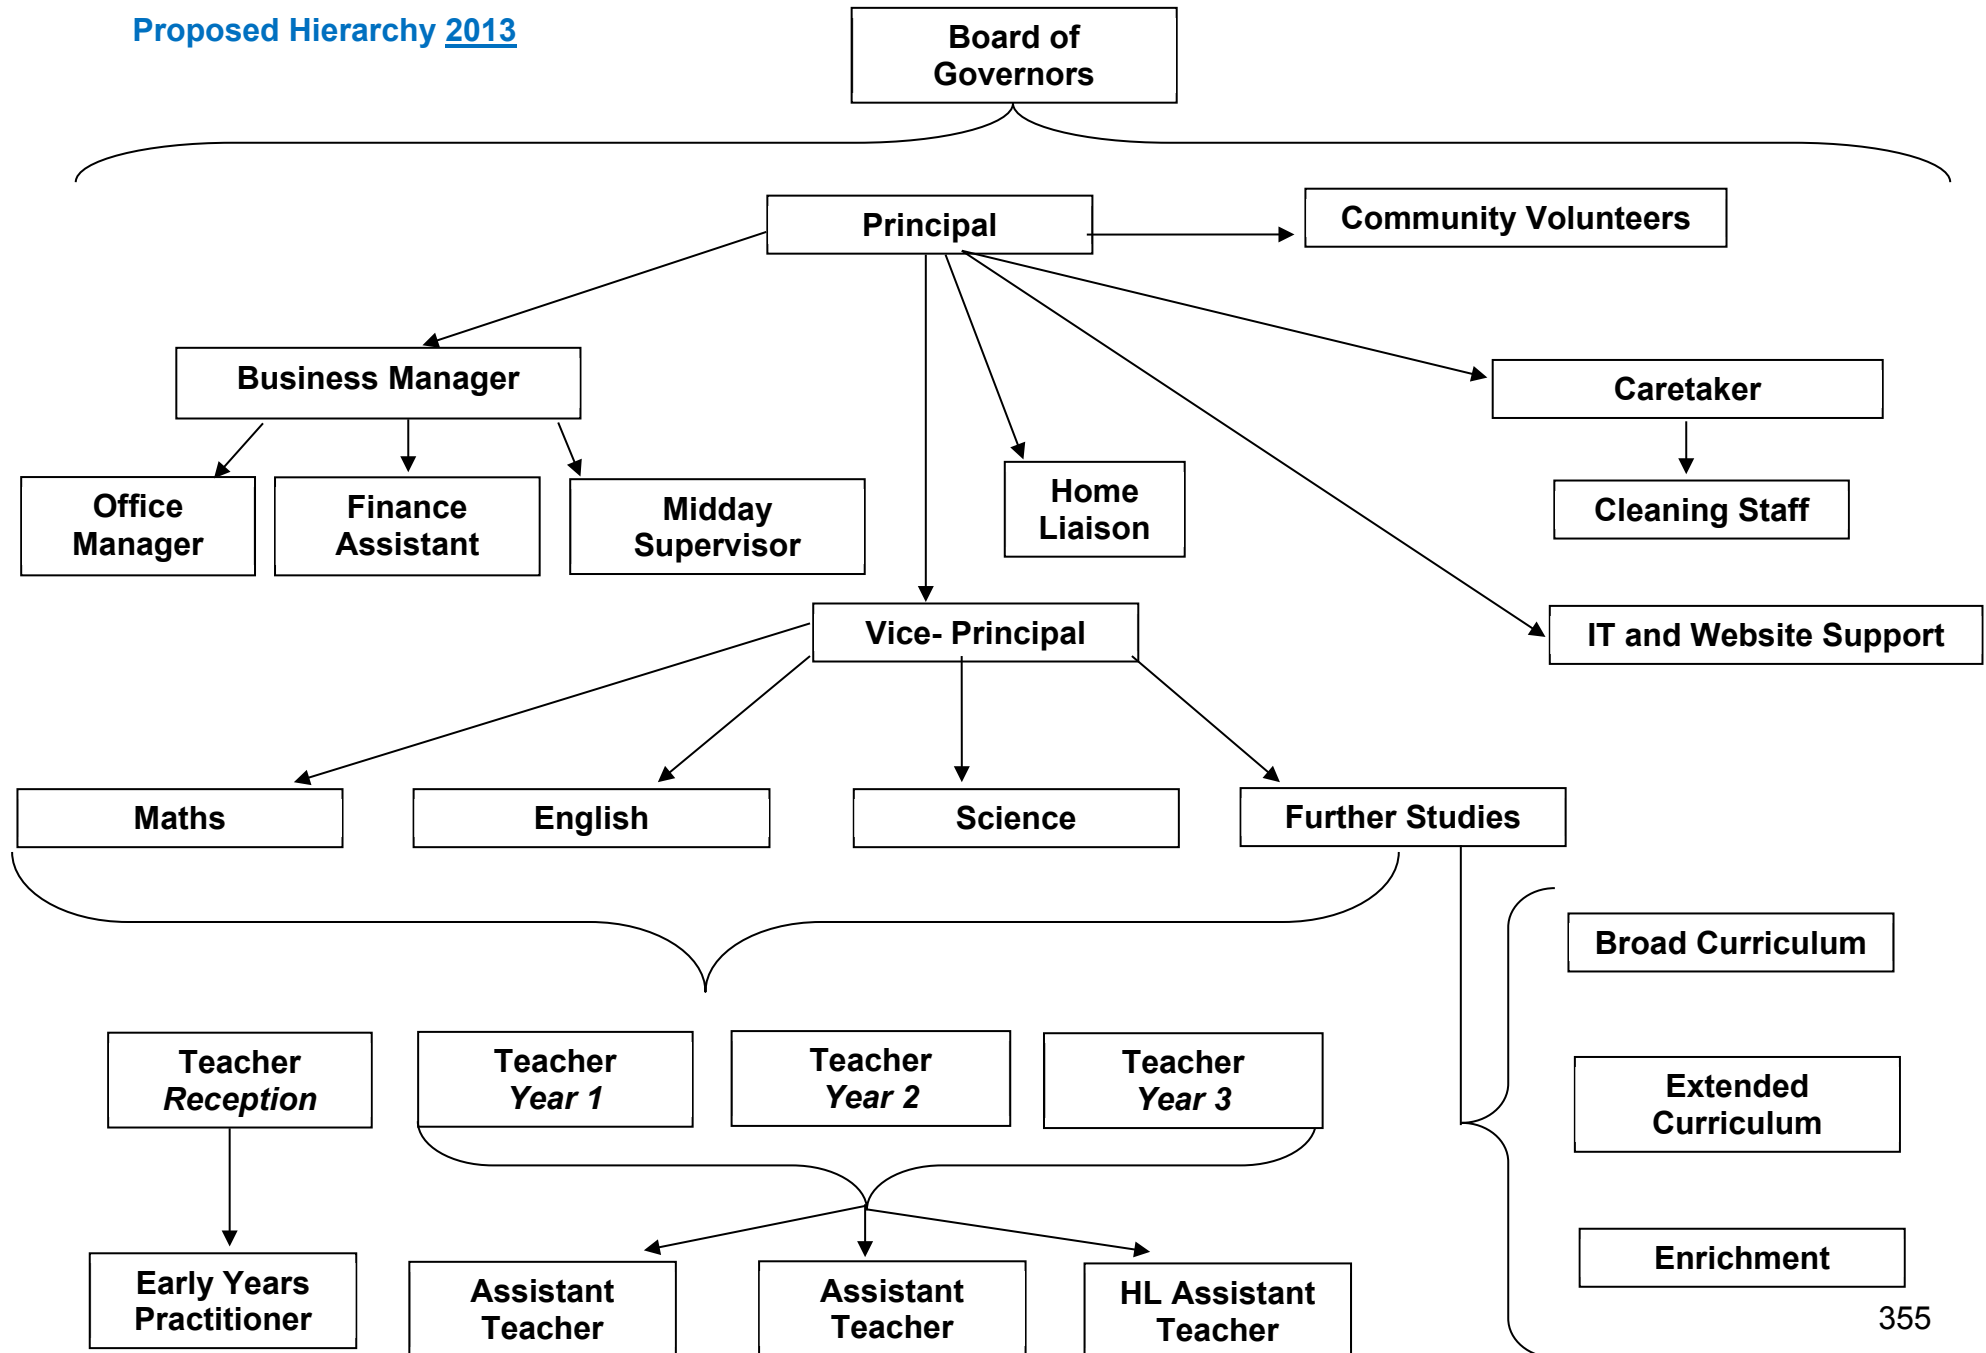 Proposed Hierarchy 2013
Board of
Governors
Principal
Community Volunteers
Business Manager
Caretaker
Office
Manager
Finance
Assistant
Midday
Supervisor
Home
Liaison
Cleaning Staff
Vice- Principal
IT and Website Support
Maths
English
Science
Further Studies
Broad Curriculum
Teacher
Reception
Teacher
Year 1
Teacher
Year 2
Teacher
Year 3
Extended
Curriculum
Early Years
Practitioner
Assistant
Teacher
Assistant
Teacher
HL Assistant
Teacher
Enrichment
355